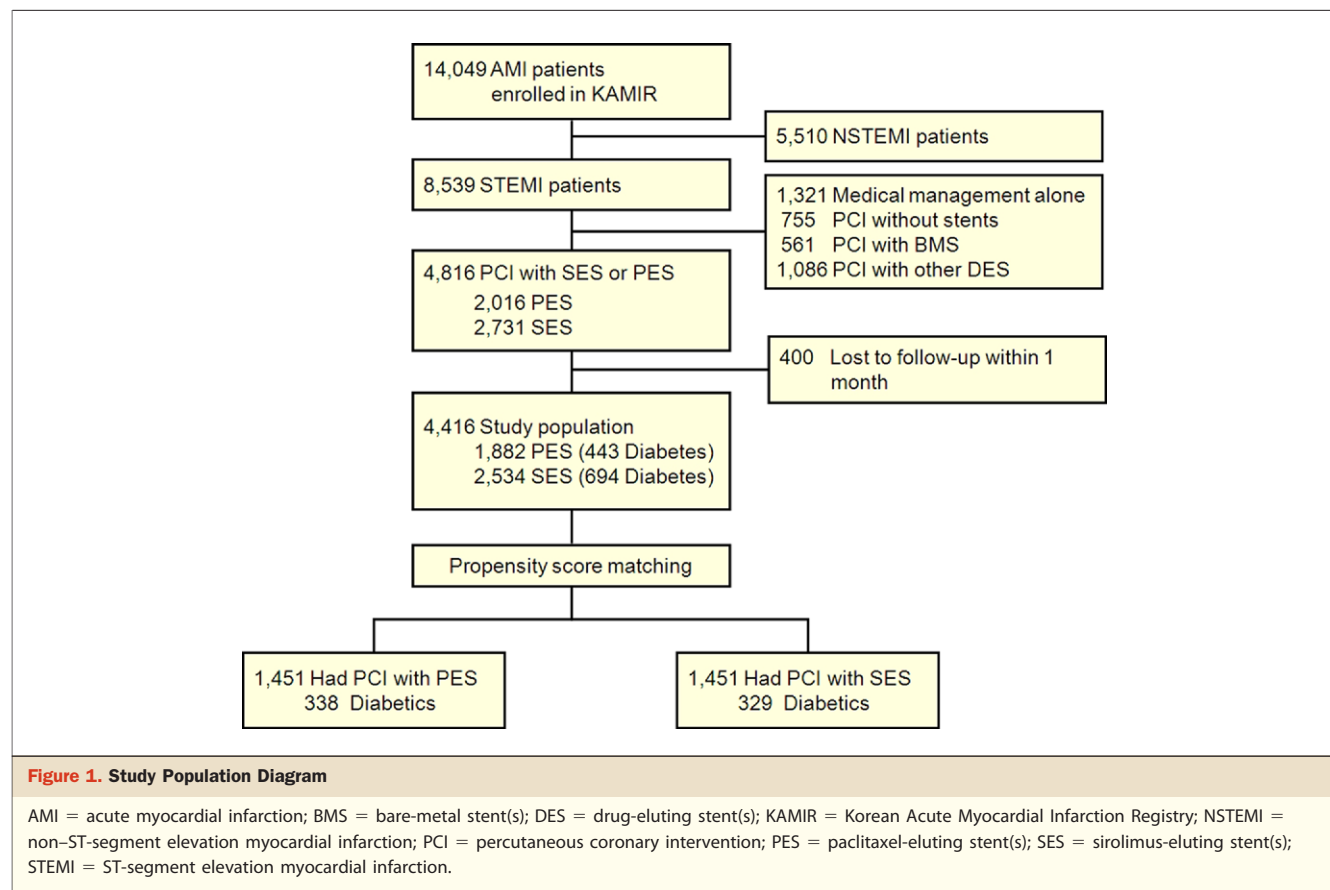 14,049 AMI patients
enrolled in KAMIR
5,510 NSTEMI patients
8,539 STEMI patients
1,321 Medical management alone
755 PCI without stents
561 PCI with BMS
1,086 PCI with other DES
4,816 PCI with SES or PES
2,016 PES
2,731 SES
400 Lost to follow-up within 1
month
4,416 Study population
1,882 PES (443 Diabetes)
2,534 SES (694 Diabetes)
Propensity score matching
1,451 Had PCI with PES
338 Diabetics
1,451 Had PCI with SES
329 Diabetics
Figure 1. Study Population Diagram
AMI = acute myocardial infarction; BMS = bare-metal stent(s); DES = drug-eluting stent(s); KAMIR = Korean Acute Myocardial Infarction Registry; NSTEMI =
non–ST-segment elevation myocardial infarction; PCI = percutaneous coronary intervention; PES = paclitaxel-eluting stent(s); SES = sirolimus-eluting stent(s);
STEMI = ST-segment elevation myocardial infarction.